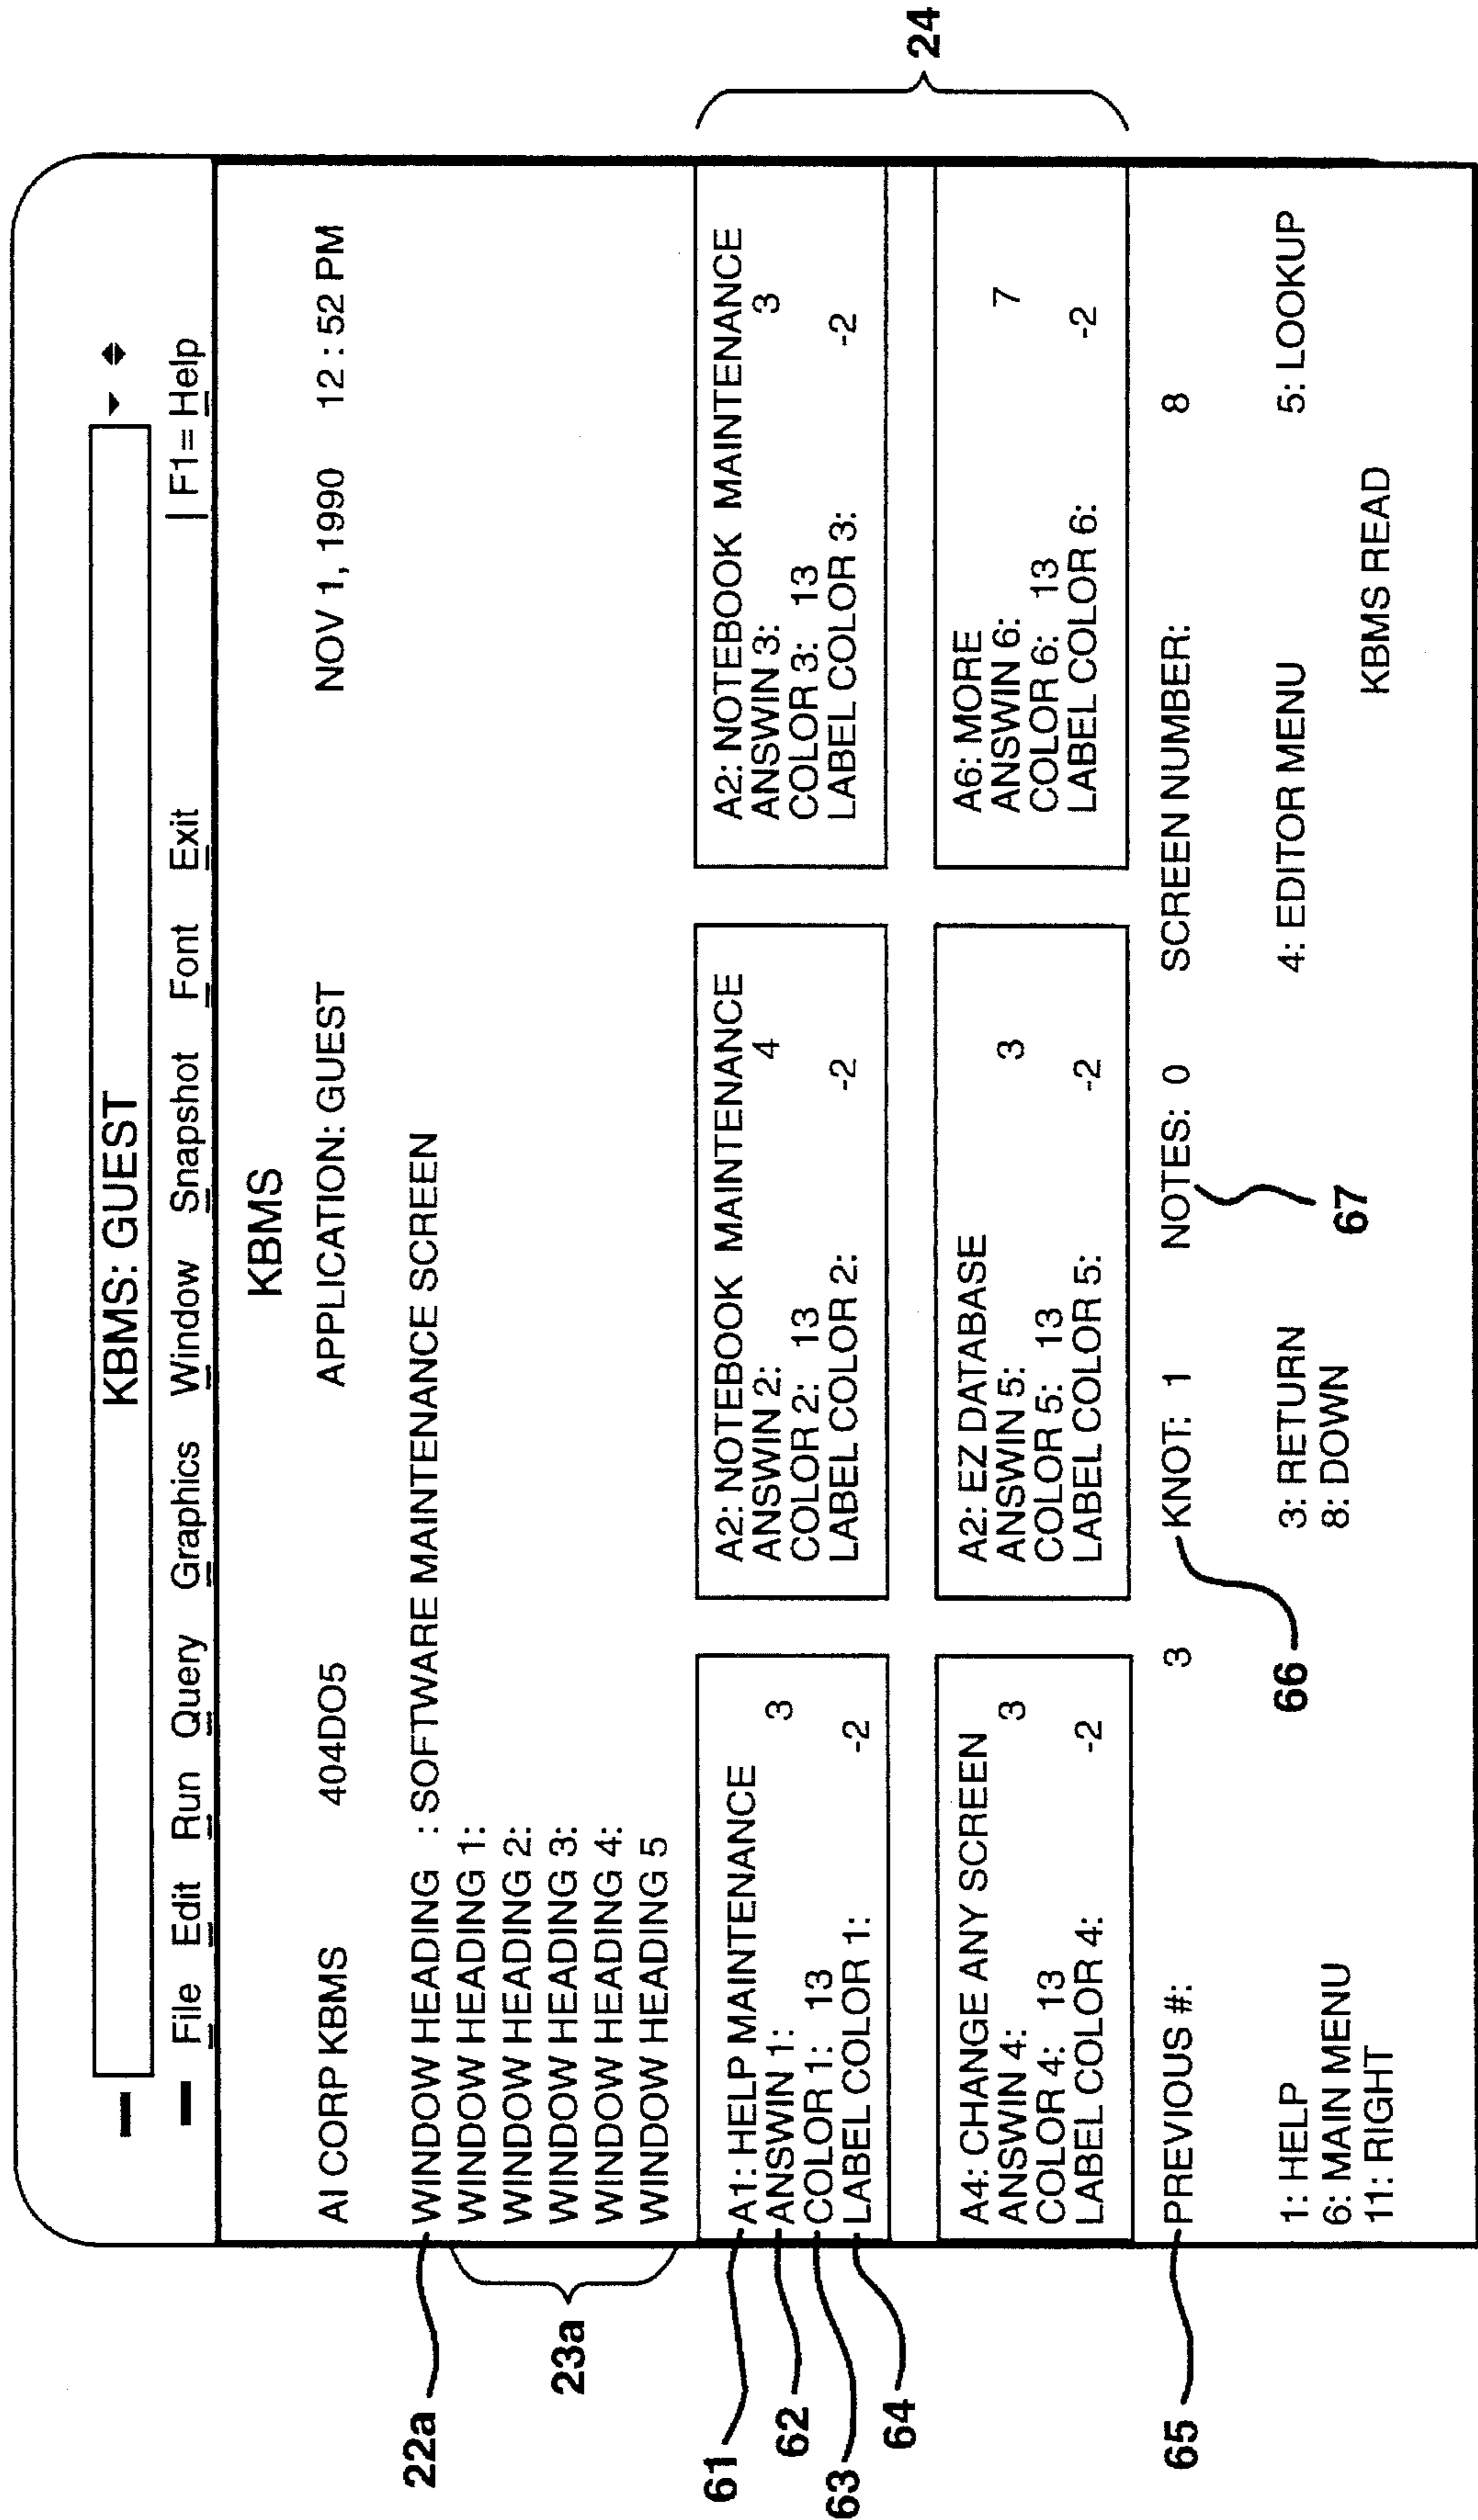 KBMS: GUEST
File Edit Run Query Graphics Window Snapshot Font Exit | F1= Help
KBMS
AI CORP KBMS 404DO5 APPLICATION: GUEST NOV 1, 1990 12 : 52 PM
22a
WINDOW HEADING : SOFTWARE MAINTENANCE SCREEN
23a
WINDOW HEADING 1:
WINDOW HEADING 2:
WINDOW HEADING 3:
WINDOW HEADING 4:
WINDOW HEADING 5
24
61
A1: HELP MAINTENANCE
62
ANSWIN 1: 3
63
COLOR 1: 13
64
LABEL COLOR 1: -2
A2: NOTEBOOK MAINTENANCE
ANSWIN 2: 4
COLOR 2: 13
LABEL COLOR 2: -2
A2: NOTEBOOK MAINTENANCE
ANSWIN 3: 3
COLOR 3: 13
LABEL COLOR 3: -2
A4: CHANGE ANY SCREEN
ANSWIN 4: 3
COLOR 4: 13
LABEL COLOR 4: -2
A2: EZ DATABASE
ANSWIN 5: 3
COLOR 5: 13
LABEL COLOR 5: -2
A6: MORE
ANSWIN 6: 7
COLOR 6: 13
LABEL COLOR 6: -2
65
PREVIOUS #: 3 KNOT: 1 NOTES: 0 SCREEN NUMBER: 8
66
67
1: HELP 3: RETURN 4: EDITOR MENU 5: LOOKUP
6: MAIN MENU 8: DOWN
11: RIGHT KBMS READ